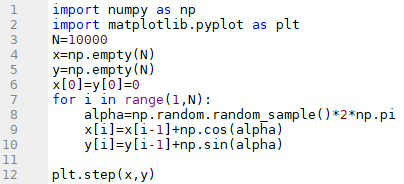 1 import numpy as np
2 import matplotlib.pyplot as plt
3 N=10000
4 x=np.empty(N)
5 y=np.empty(N)
6 x[0]=y[0]=0
7 for i in range(1,N):
8     alpha=np.random.random_sample()*2*np.pi
9     x[i]=x[i-1]+np.cos(alpha)
10     y[i]=y[i-1]+np.sin(alpha)
11
12 plt.step(x,y)